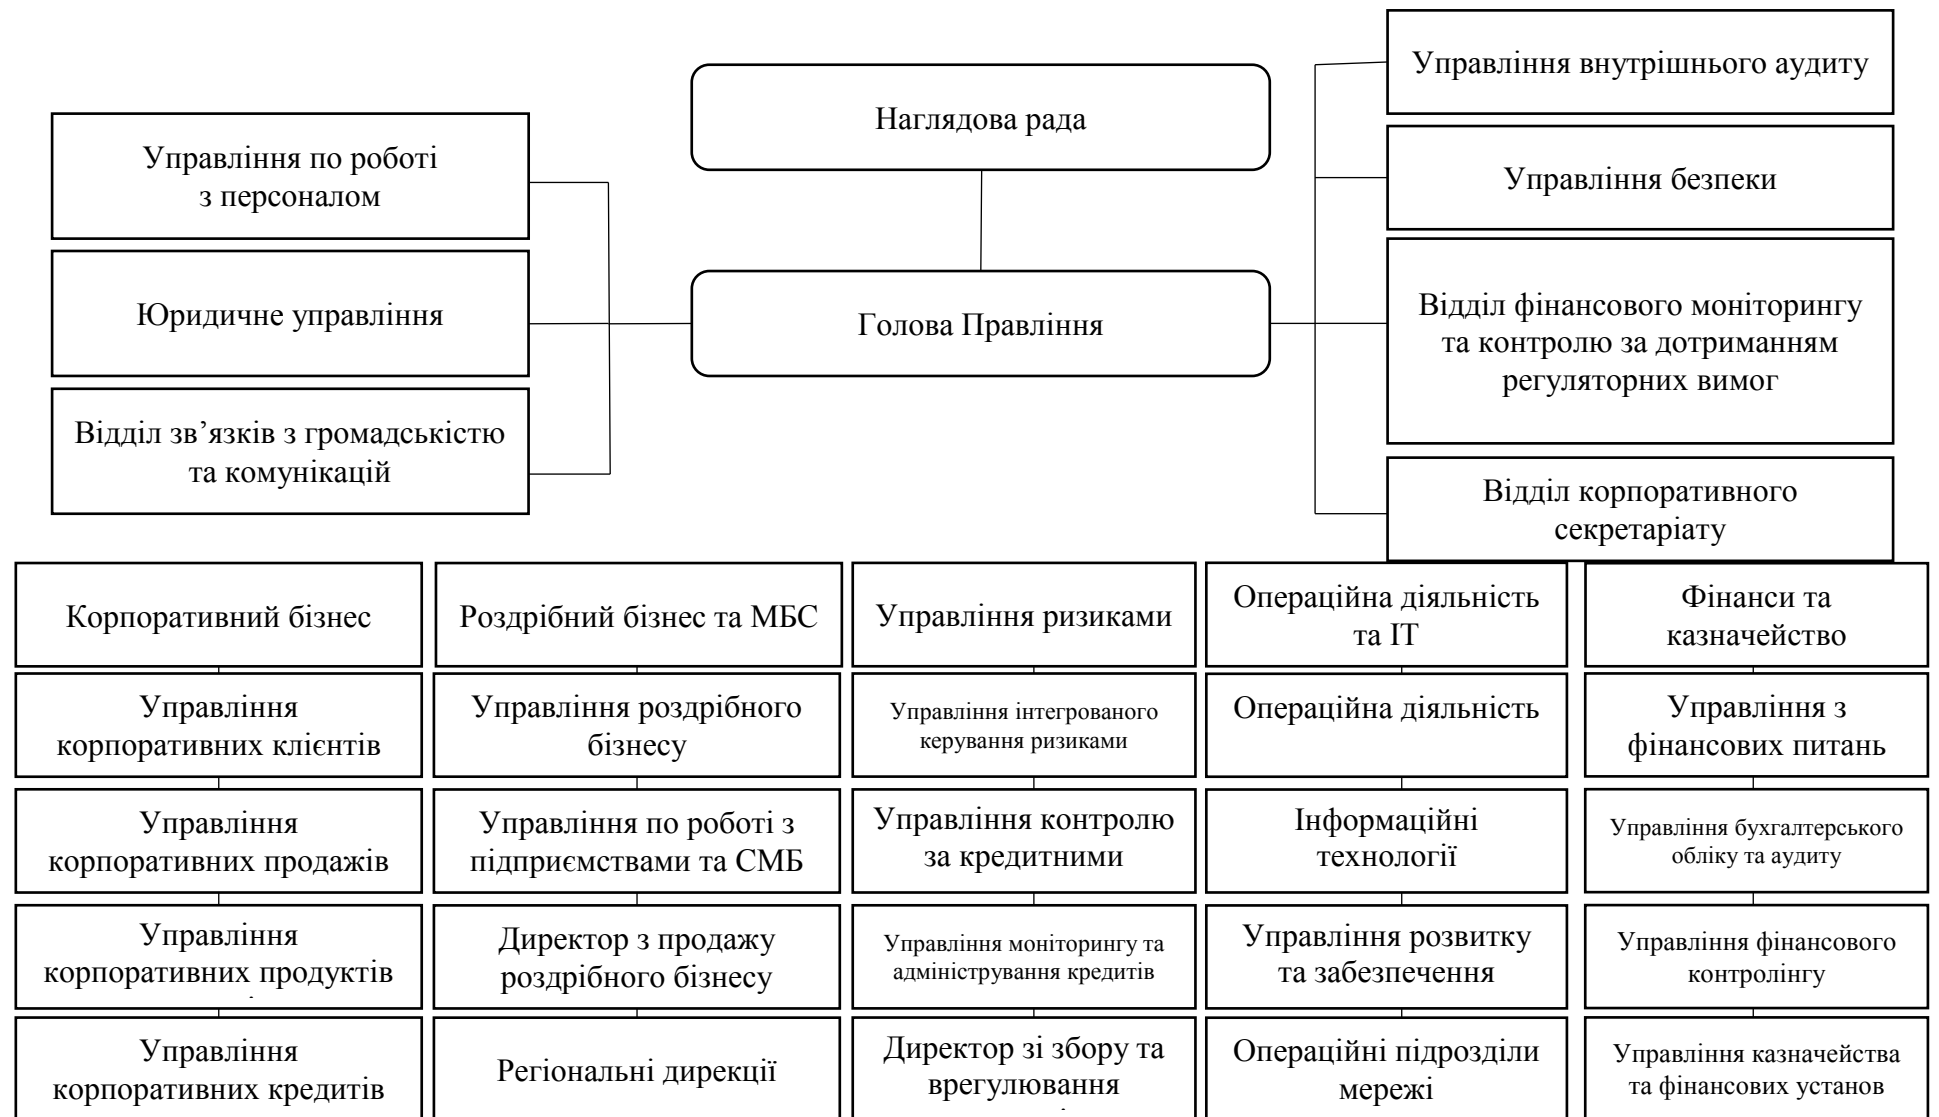 Управління внутрішнього аудиту
Наглядова рада
Управління по роботі
з персоналом
Управління безпеки
Юридичне управління
Голова Правління
Відділ фінансового моніторингу
та контролю за дотриманням
регуляторних вимог
Відділ зв’язків з громадськістю
та комунікацій
Відділ корпоративного
секретаріату
Корпоративний бізнес
Роздрібний бізнес та МБС
Управління ризиками
Операційна діяльність
та ІТ
Фінанси та
казначейство
Управління
корпоративних клієнтів
Управління роздрібного
бізнесу
Управління інтегрованого
керування ризиками
Операційна діяльність
Управління з
фінансових питань
Управління
корпоративних продажів
Управління по роботі з
підприємствами та СМБ
Управління контролю
за кредитними
Інформаційні
технології
Управління бухгалтерського
обліку та аудиту
Управління
корпоративних продуктів
Директор з продажу
роздрібного бізнесу
Управління моніторингу та
адміністрування кредитів
Управління розвитку
та забезпечення
Управління фінансового
контролінгу
Управління
корпоративних кредитів
Регіональні дирекції
Директор зі збору та
врегулювання
Операційні підрозділи
мережі
Управління казначейства
та фінансових установ